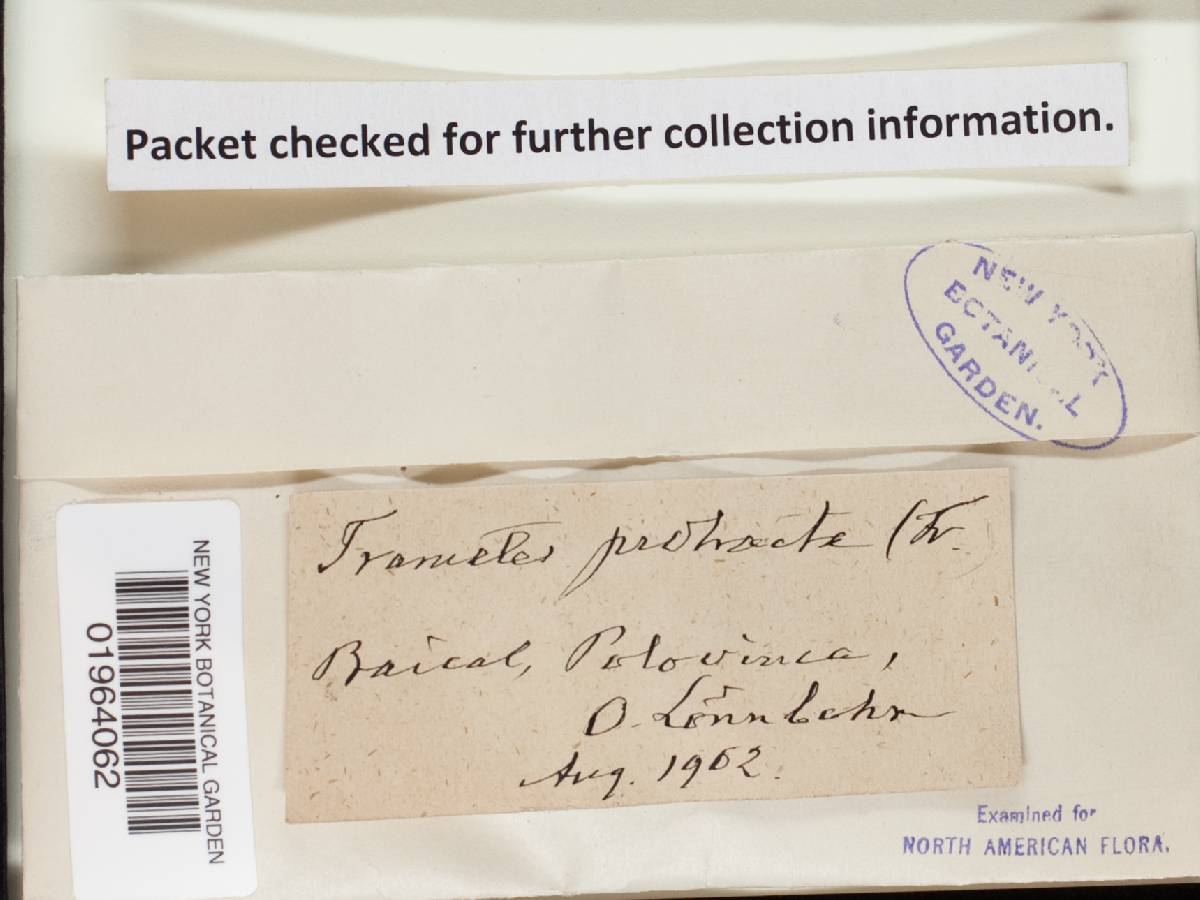 Packet checked for further collection information.
NEW YORK
BOTANICAL
GARDEN.
Trametes protracta (Fr.
Baical, Polovinca,
O. Lönnbohm
Aug. 1902.
NEW YORK BOTANICAL GARDEN
01964062
Examined for
NORTH AMERICAN FLORA.